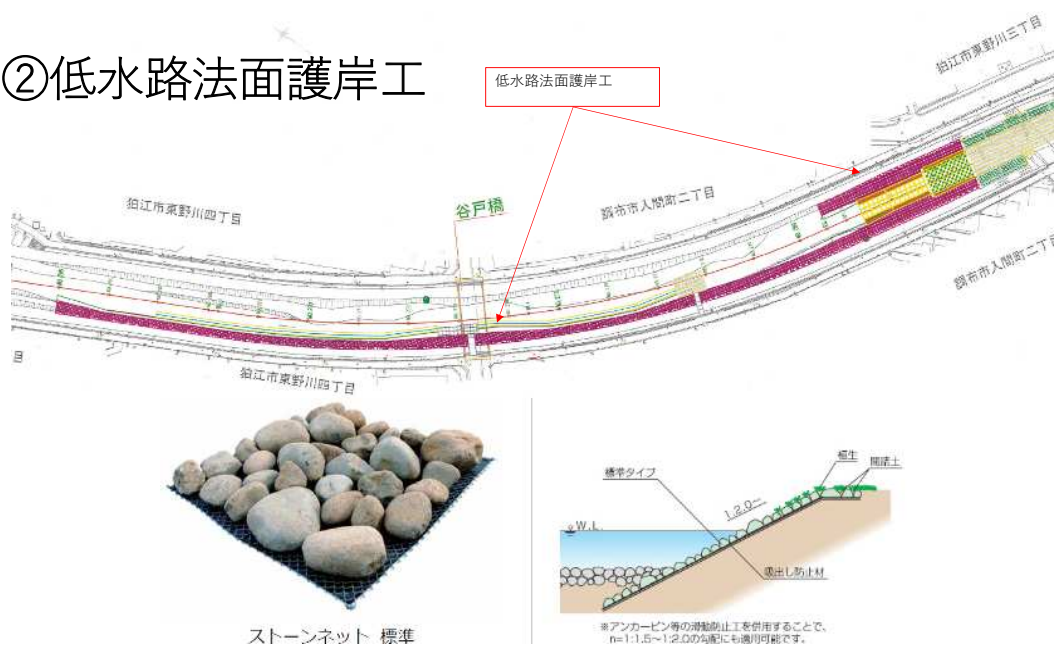 ②低水路法面護岸工
低水路法面護岸工
狛江市東野川三丁目
狛江市東野川四丁目
谷戸橋
調布市入間町二丁目
調布市入間町二丁目
狛江市東野川四丁目
目
標準タイプ
植生
間詰土
1:2.0~
W.L.
吸出し防止材
ストーンネット 標準
※アンカーピン等の滑動防止工を併用することで、
n=1:1.5~1:2.0の勾配にも適用可能です。